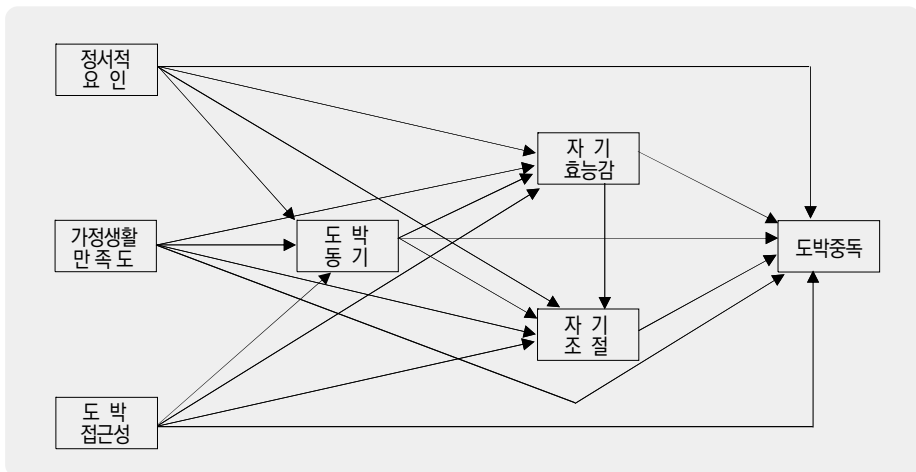 정서적
요 인
자 기
효능감
가정생활
만 족 도
도 박
동 기
도박중독
자 기
조 절
도 박
접근성